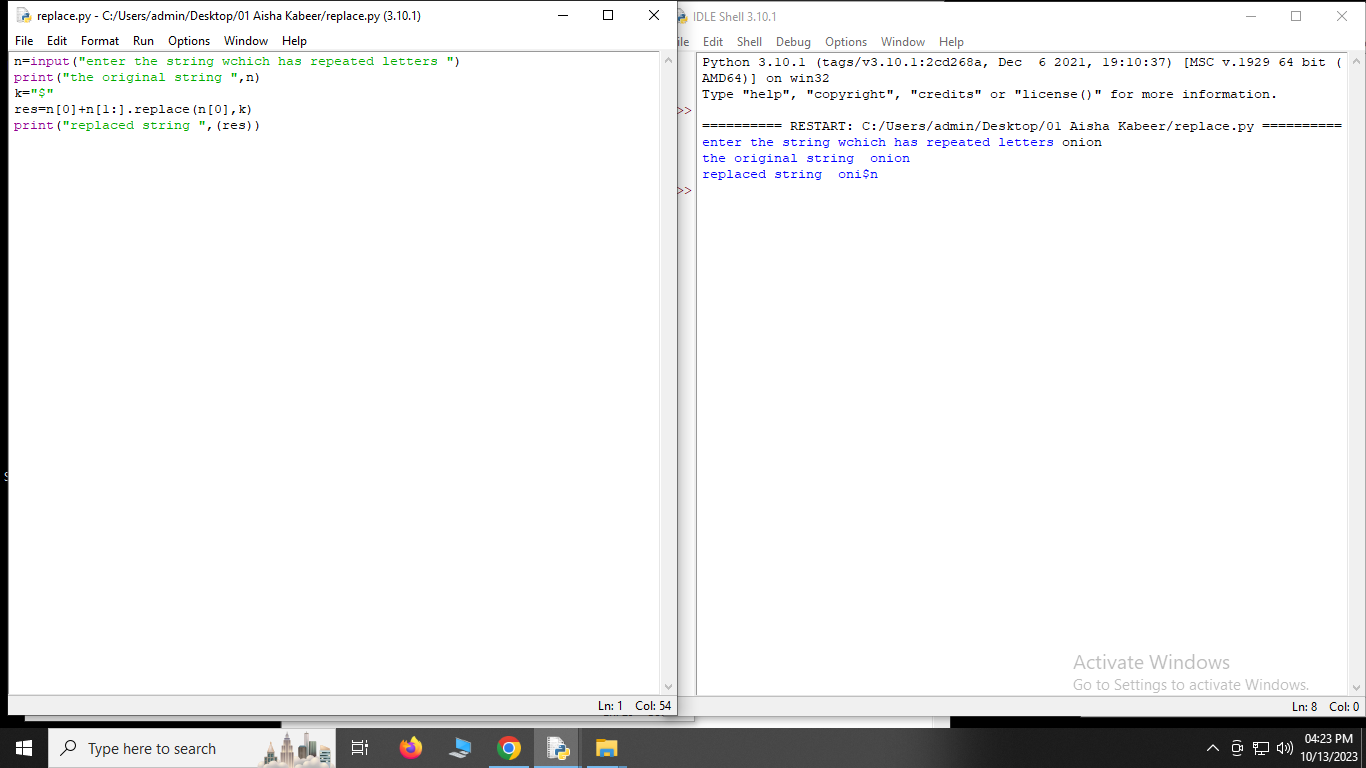 replace.py - C:/Users/admin/Desktop/01 Aisha Kabeer/replace.py (3.10.1)
File Edit Format Run Options Window Help
n=input("enter the string wchich has repeated letters ")
print("the original string ",n)
k="$"
res=n[0]+n[1:].replace(n[0],k)
print("replaced string ",(res))
Ln: 1 Col: 54
IDLE Shell 3.10.1
Edit Shell Debug Options Window Help
Python 3.10.1 (tags/v3.10.1:2cd268a, Dec  6 2021, 19:10:37) [MSC v.1929 64 bit (
AMD64)] on win32
Type "help", "copyright", "credits" or "license()" for more information.
>>
========== RESTART: C:/Users/admin/Desktop/01 Aisha Kabeer/replace.py ==========
enter the string wchich has repeated letters onion
the original string  onion
replaced string  oni$n
>>
Activate Windows
Go to Settings to activate Windows.
Ln: 8 Col: 0
Type here to search
04:23 PM
10/13/2023